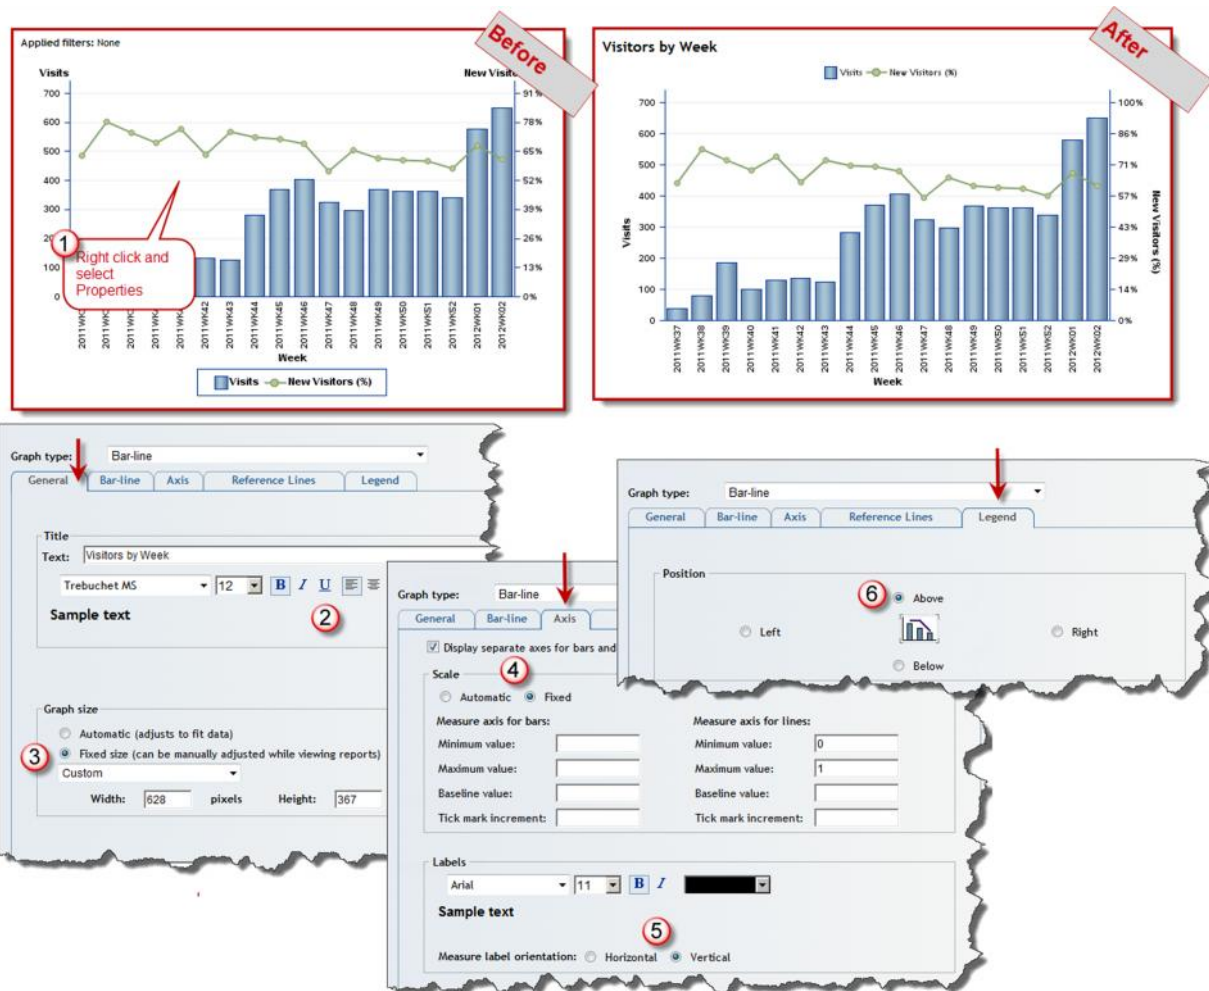 Applied filters: None
Before
Visits
New Visito
700
600
500
400
300
20
100
0
91%
78%
65%
52%
39%
26%
13%
0%
1
Right click and
select
Properties
2011WK42
2011WK43
2011WK44
2011WK45
2011WK46
2011WK47
2011WK48
2011WK49
2011WK50
2011WK51
2011WK52
2012WK01
2012WK02
Week
Visits New Visitors (%)
After
Visitors by Week
Visits New Visitors (%)
Visits
700
600
500
400
300
200
100
0
100%
86%
71%
57%
43%
29%
14%
0%
New Visitors (%)
2011WK37
2011WK38
2011WK39
2011WK40
2011WK41
2011WK42
2011WK43
2011WK44
2011WK45
2011WK46
2011WK47
2011WK48
2011WK49
2011WK50
2011WK51
2011WK52
2012WK01
2012WK02
Week
Graph type: Bar-line
General Bar-line Axis Reference Lines Legend
Title
Text: Visitors by Week
Trebuchet MS 12 B I U
Sample text
2
Graph size
Automatic (adjusts to fit data)
3 Fixed size (can be manually adjusted while viewing reports)
Custom
Width: 628 pixels Height: 367
Graph type: Bar-line
General Bar-line Axis
Display separate axes for bars and
4
Scale
Automatic Fixed
Measure axis for bars: Measure axis for lines:
Minimum value: Minimum value: 0
Maximum value: Maximum value: 1
Baseline value: Baseline value:
Tick mark increment: Tick mark increment:
Labels
Arial 11 B I
Sample text
5
Measure label orientation: Horizontal Vertical
Graph type: Bar-line
General Bar-line Axis Reference Lines Legend
Position
6 Above
Left Right
Below